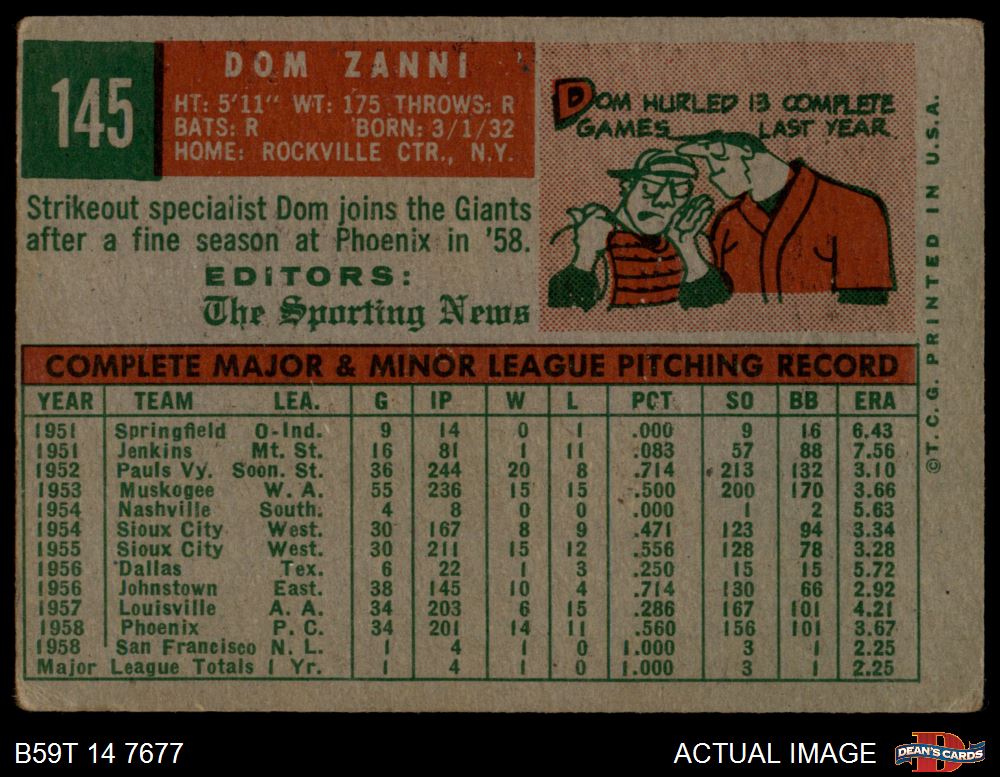 145
DOM ZANNI
HT: 5'11" WT: 175 THROWS: R
BATS: R BORN: 3/1/32
HOME: ROCKVILLE CTR., N.Y.
Strikeout specialist Dom joins the Giants
after a fine season at Phoenix in '58.
EDITORS:
The Sporting News
DOM HURLED 13 COMPLETE
GAMES LAST YEAR
COMPLETE MAJOR & MINOR LEAGUE PITCHING RECORD
YEAR TEAM LEA. G IP W L PCT SO BB ERA
1951 Springfield O-Ind. 9 14 0 1 .000 9 16 6.43
1951 Jenkins Mt. St. 16 81 1 11 .083 57 88 7.56
1952 Pauls Vy. Soon. St. 36 244 20 8 .714 213 132 3.10
1953 Muskogee W. A. 55 236 15 15 .500 200 170 3.66
1954 Nashville South. 4 8 0 0 .000 1 2 5.63
1954 Sioux City West. 30 167 8 9 .471 123 94 3.34
1955 Sioux City West. 30 211 15 12 .556 128 78 3.28
1956 Dallas Tex. 6 22 1 3 .250 15 15 5.72
1956 Johnstown East. 38 145 10 4 .714 130 66 2.92
1957 Louisville A. A. 34 203 6 15 .286 167 101 4.21
1958 Phoenix P. C. 34 201 14 11 .560 156 101 3.67
1958 San Francisco N. L. 1 4 1 0 1.000 3 1 2.25
Major League Totals 1 Yr. 1 4 1 0 1.000 3 1 2.25
©T.C.G. PRINTED IN U.S.A.
B59T 14 7677
ACTUAL IMAGE
D
DEAN'S CARDS